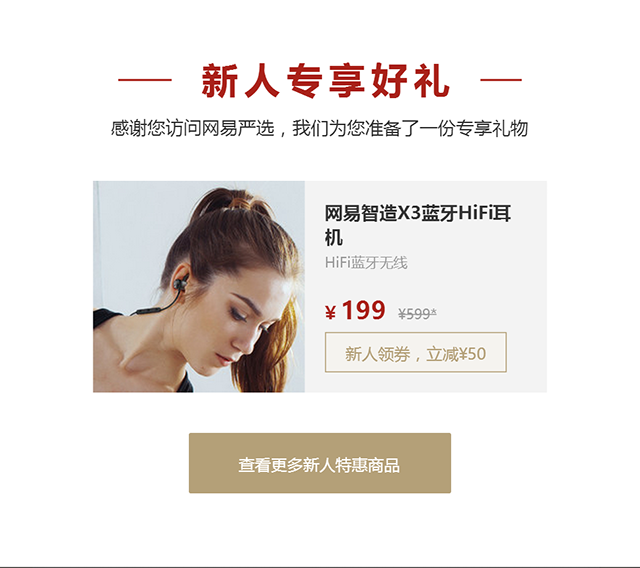 新人专享好礼
感谢您访问网易严选，我们为您准备了一份专享礼物
网易智造X3蓝牙HiFi耳
机
HiFi蓝牙无线
¥199 ¥599*
新人领券，立减¥50
查看更多新人特惠商品